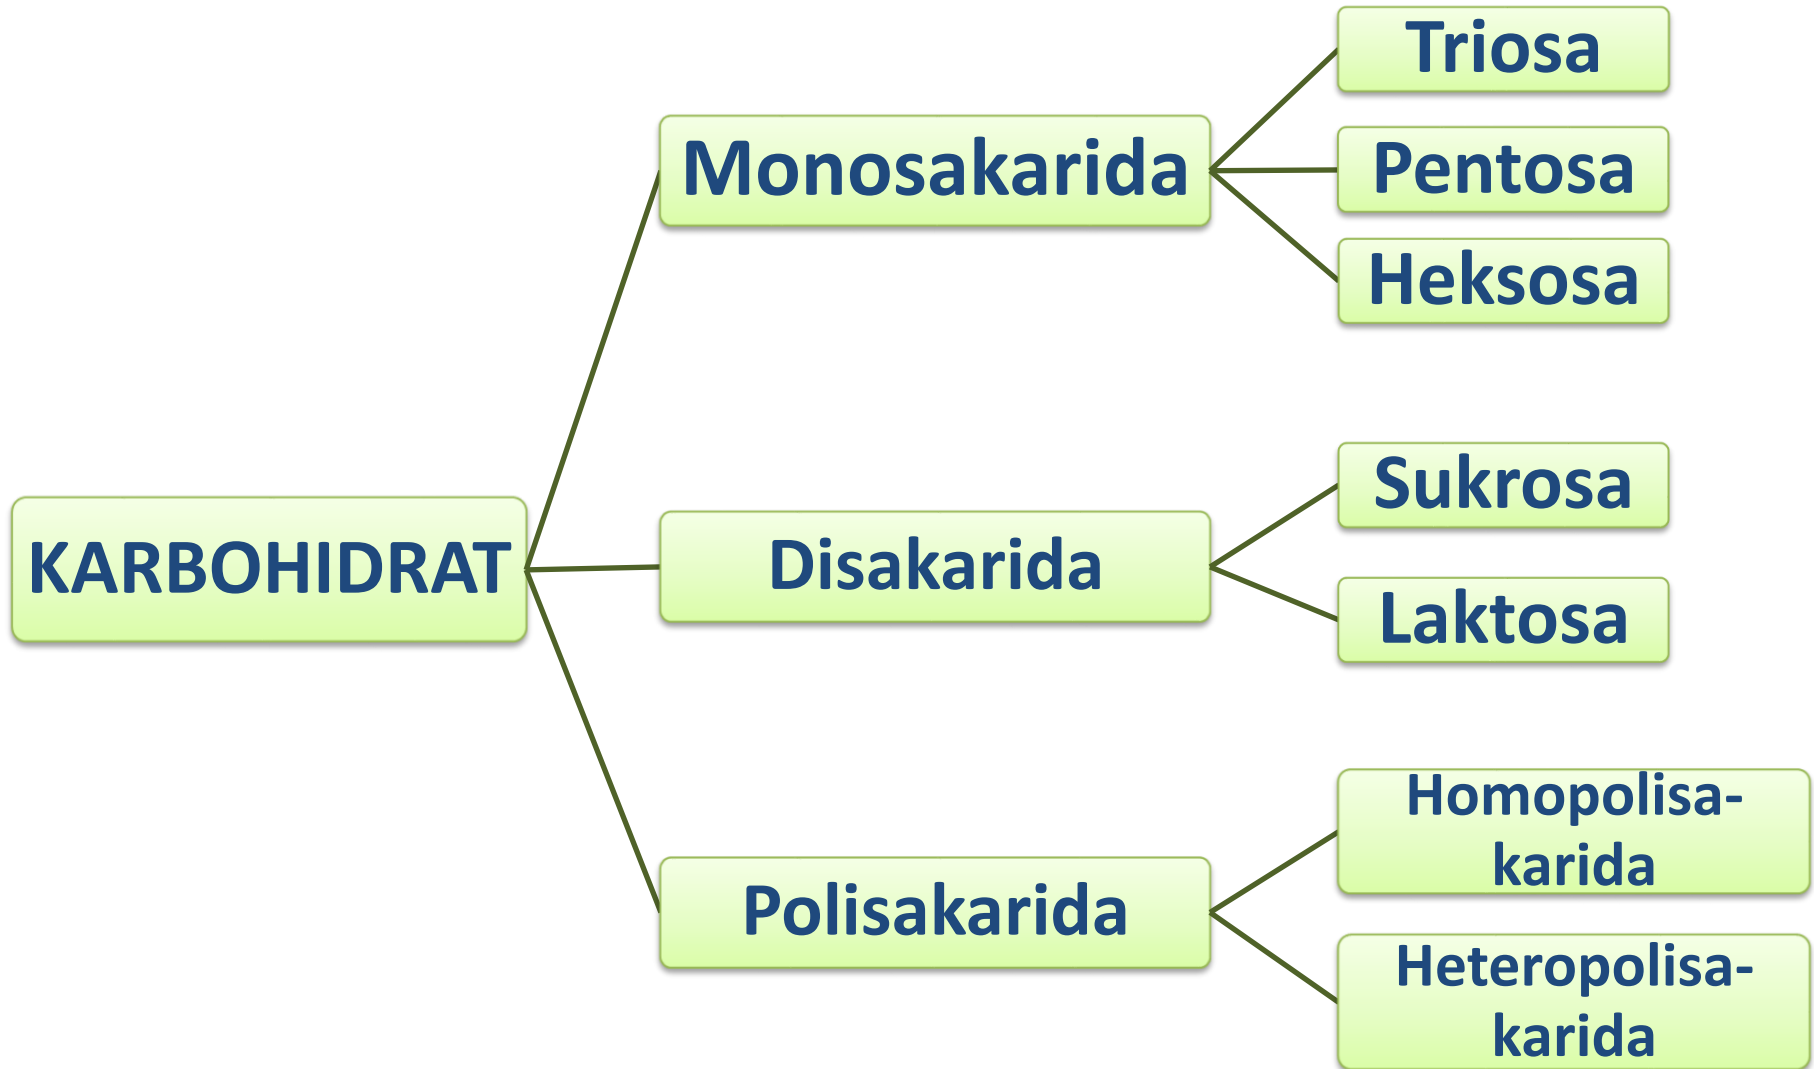 KARBOHIDRAT
Monosakarida
Triosa
Pentosa
Heksosa
Disakarida
Sukrosa
Laktosa
Polisakarida
Homopolisa-
karida
Heteropolisa-
karida